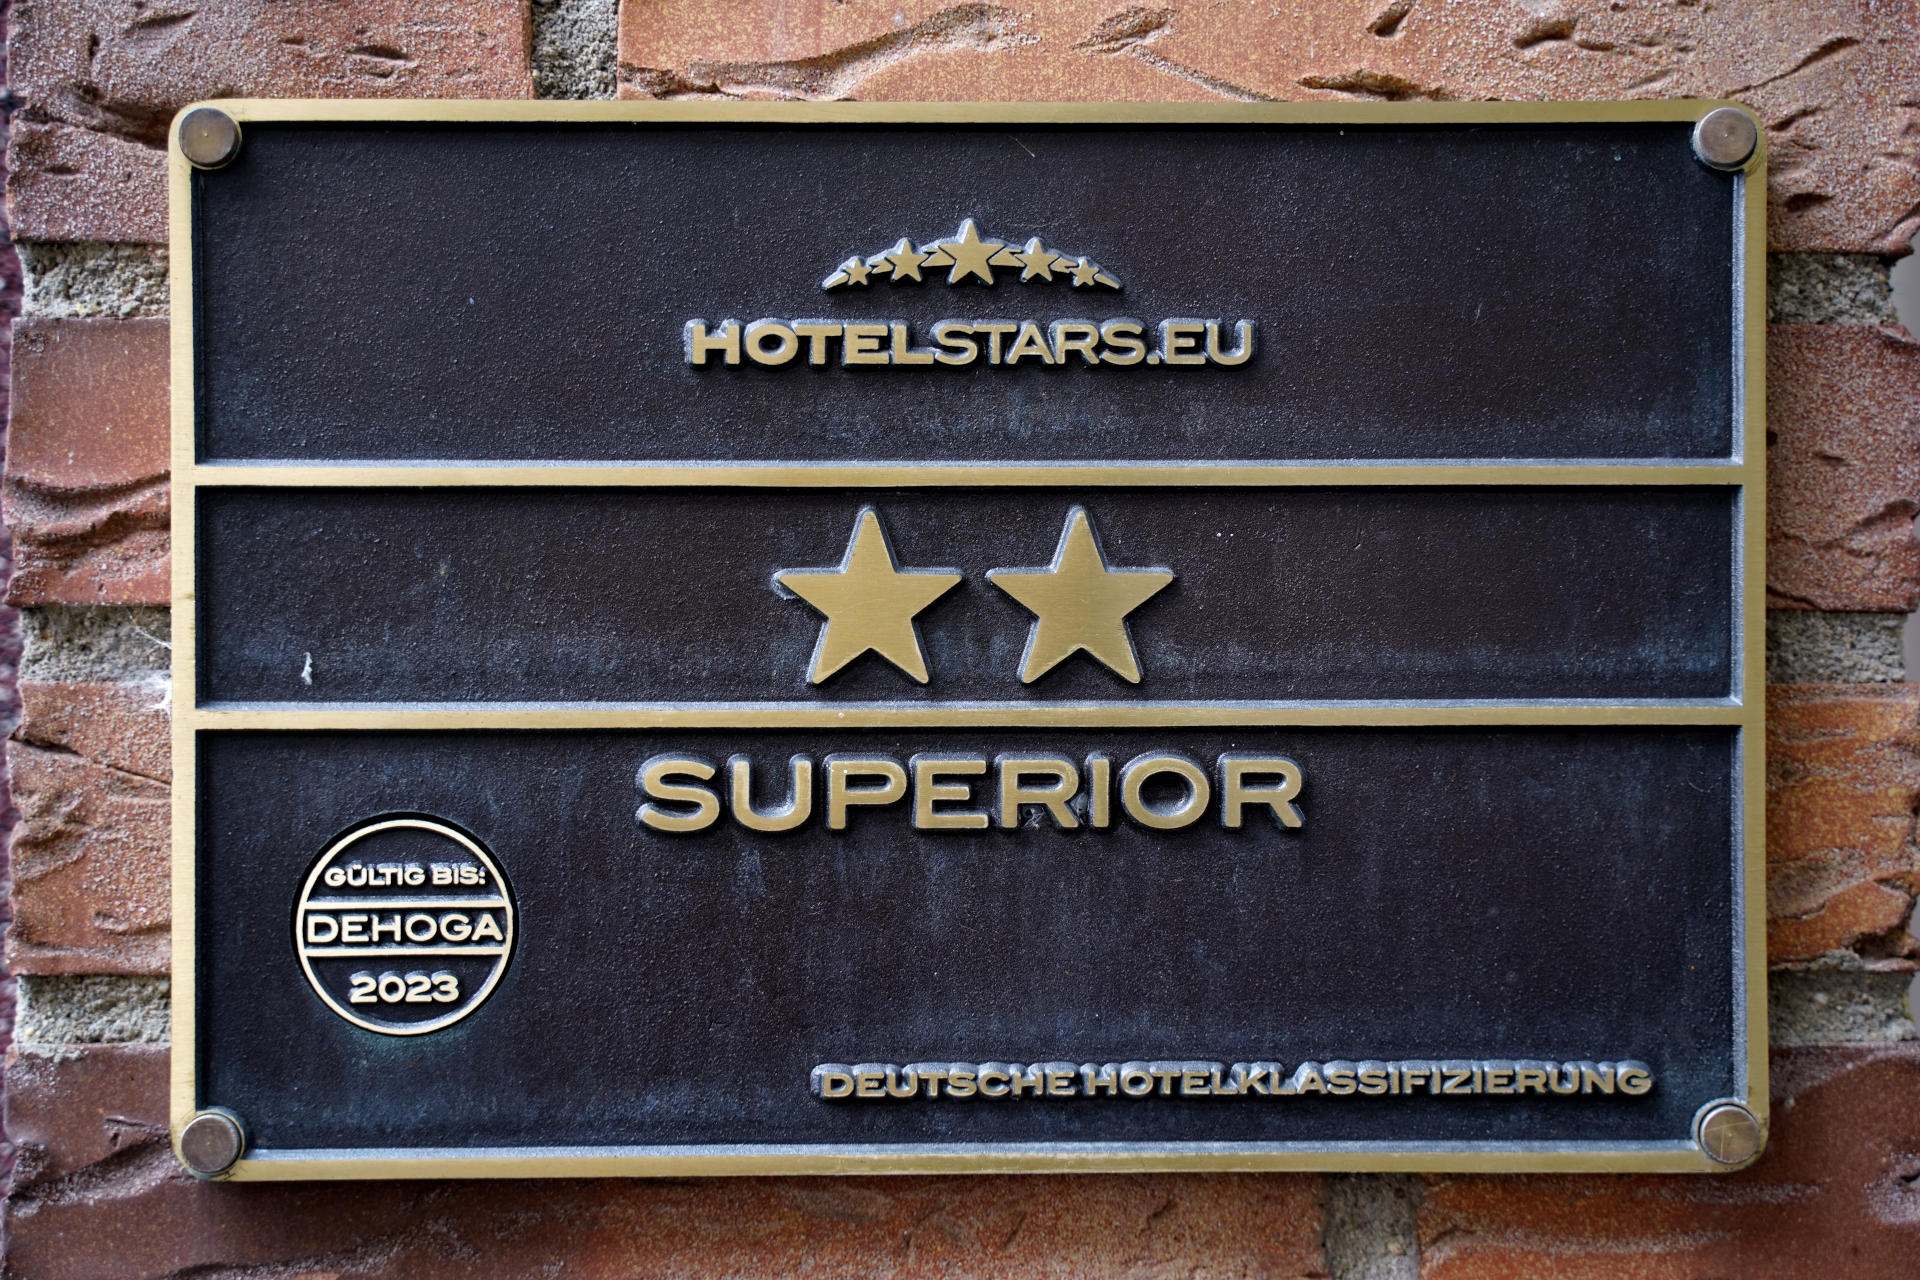 HOTELSTARS.EU
SUPERIOR
GÜLTIG BIS:
DEHOGA
2023
DEUTSCHE HOTELKLASSIFIZIERUNG